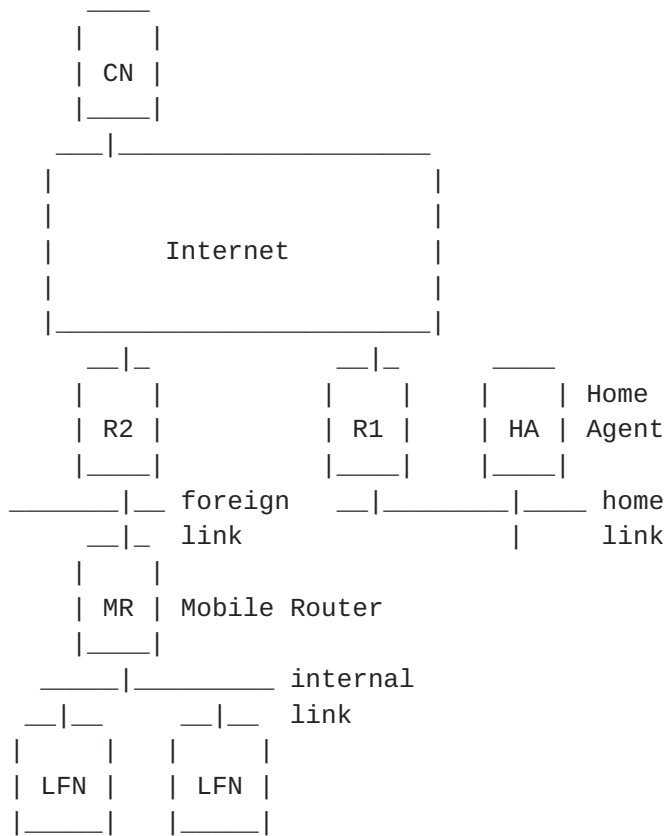 CN
Internet
Home
R2 R1 HA Agent
foreign home
link link
MR Mobile Router
internal
link
LFN LFN